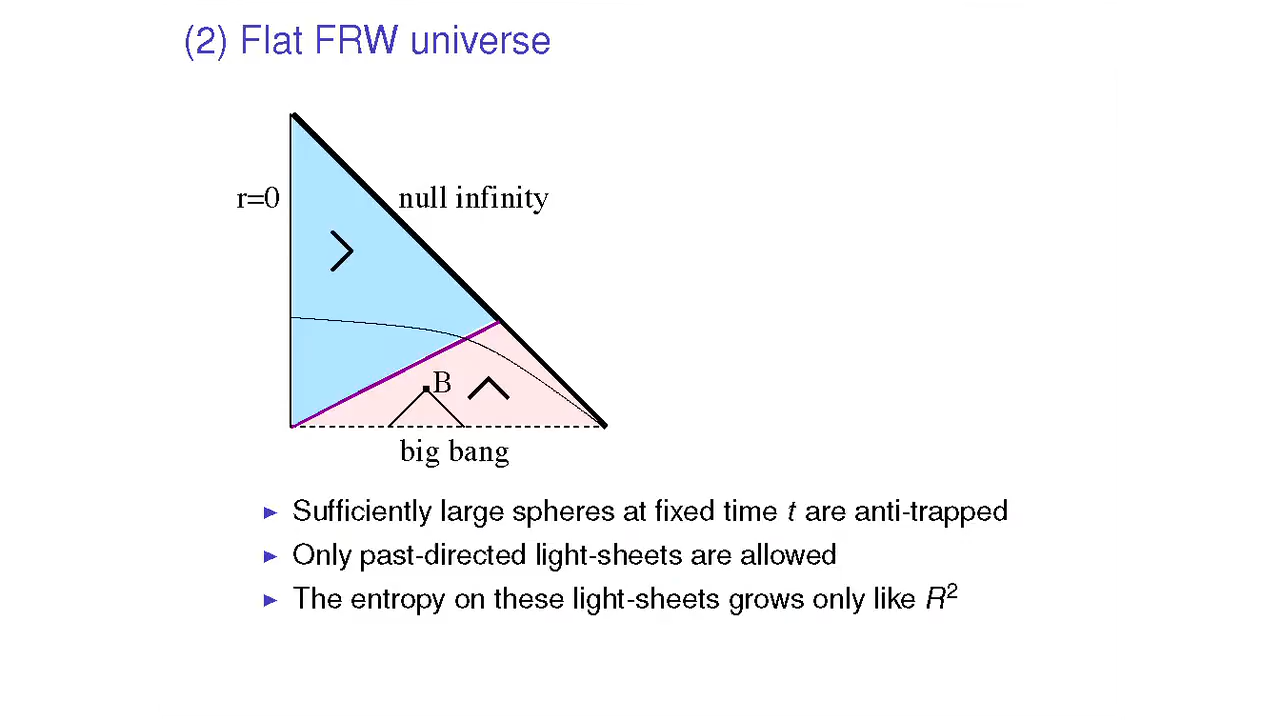 (2) Flat FRW universe
r=0
null infinity
B
big bang
▶ Sufficiently large spheres at fixed time t are anti-trapped
▶ Only past-directed light-sheets are allowed
▶ The entropy on these light-sheets grows only like R²